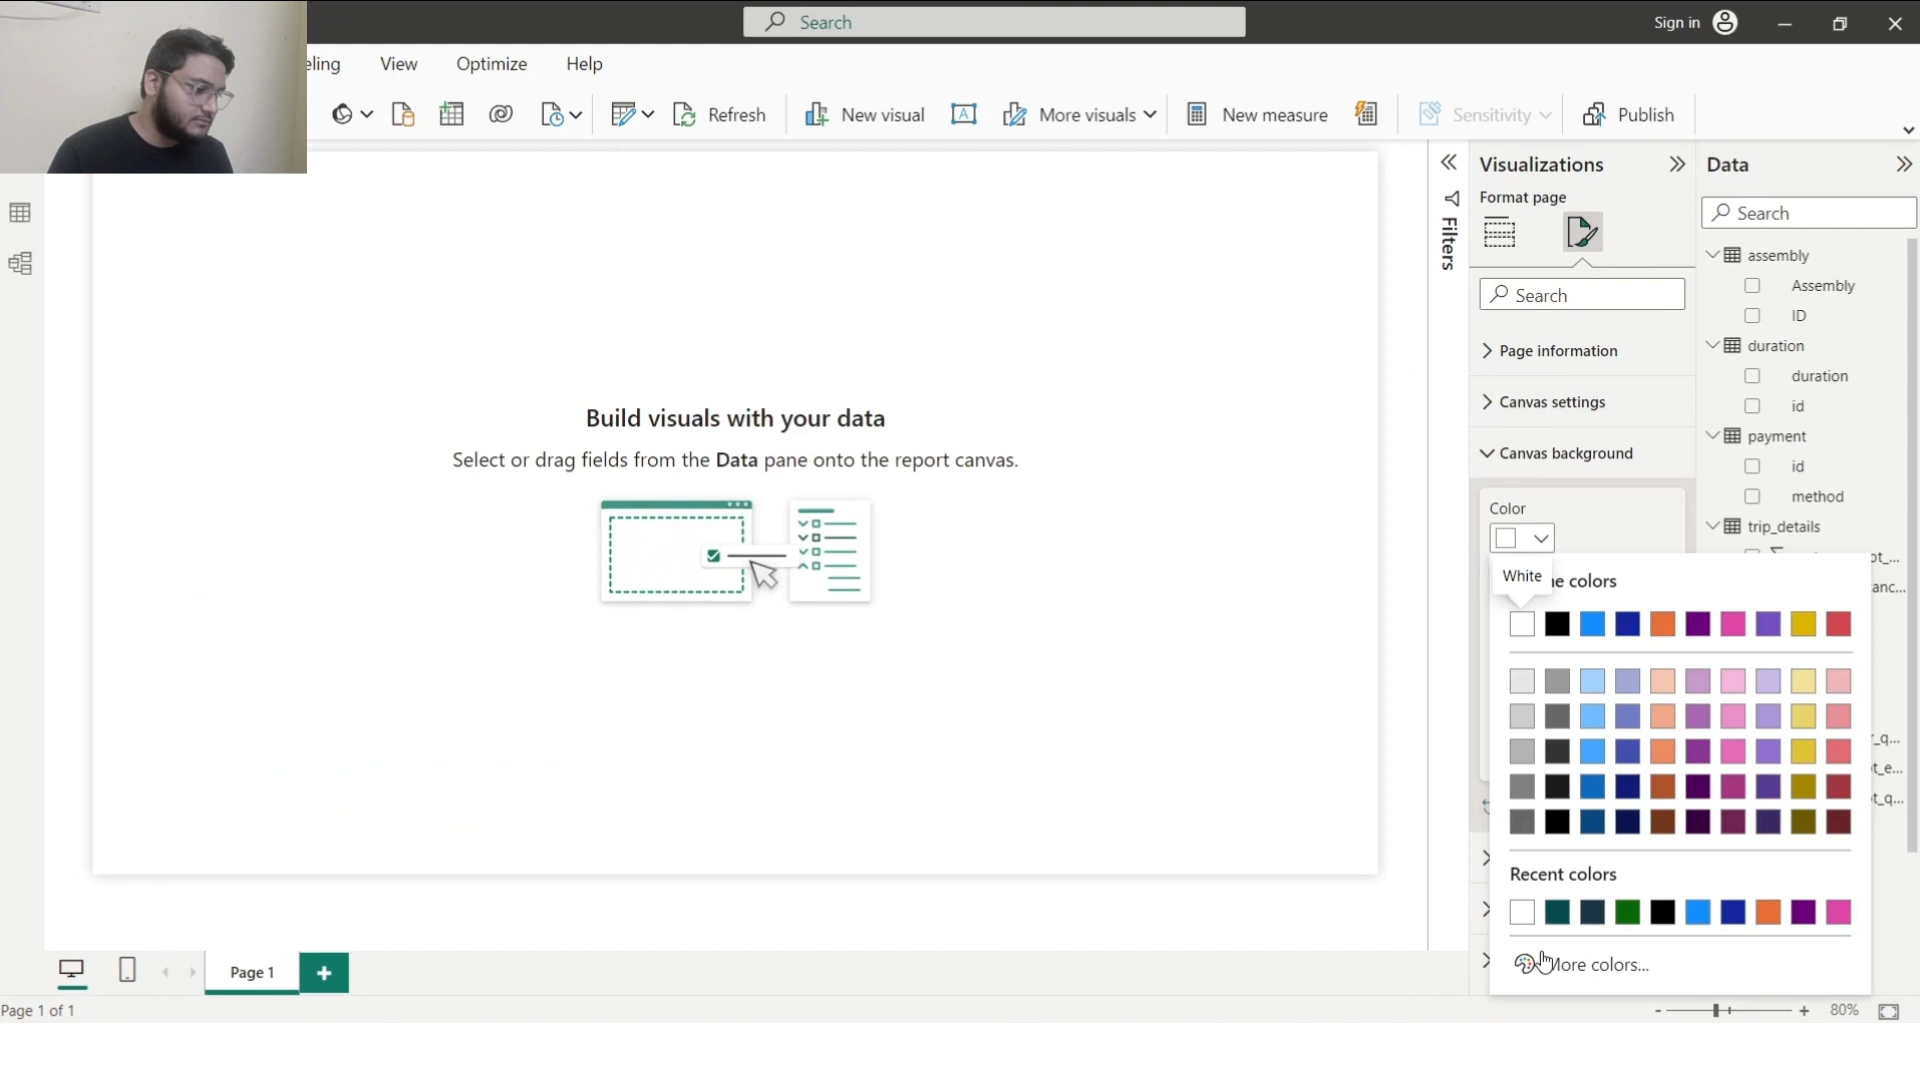 Search
Sign in
View
Optimize
Help
Refresh
New visual
More visuals
New measure
Sensitivity
Publish
Build visuals with your data
Select or drag fields from the Data pane onto the report canvas.
Filters
Visualizations
Format page
Search
Page information
Canvas settings
Canvas background
Color
White
colors
Recent colors
More colors...
Data
Search
assembly
Assembly
ID
duration
duration
id
payment
id
method
trip_details
Page 1
Page 1 of 1
80%